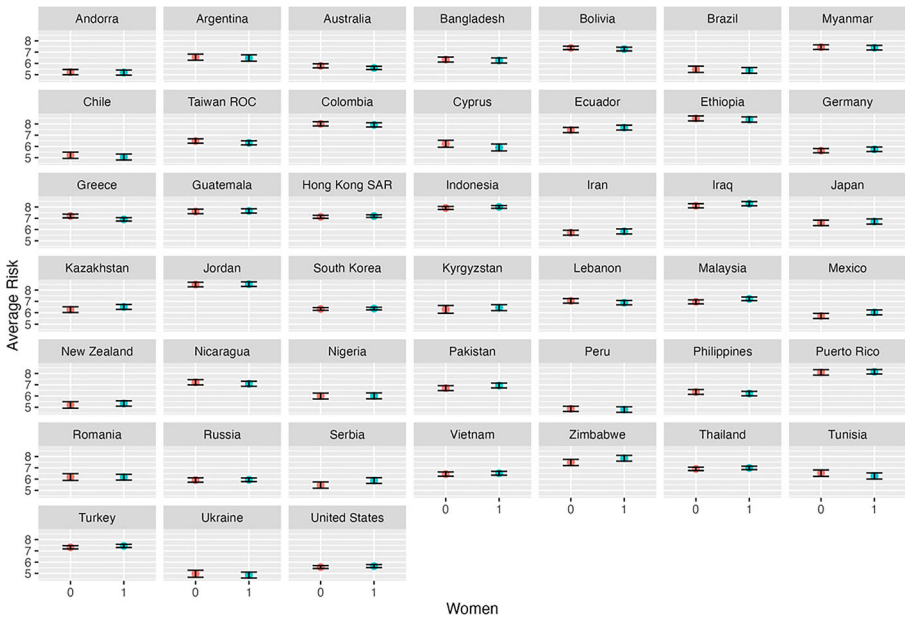 Andorra Argentina Australia Bangladesh Bolivia Brazil Myanmar
8
7
6
5
Chile Taiwan ROC Colombia Cyprus Ecuador Ethiopia Germany
8
7
6
5
Greece Guatemala Hong Kong SAR Indonesia Iran Iraq Japan
8
7
6
5
Kazakhstan Jordan South Korea Kyrgyzstan Lebanon Malaysia Mexico
8
7
6
5
New Zealand Nicaragua Nigeria Pakistan Peru Philippines Puerto Rico
8
7
6
5
Romania Russia Serbia Vietnam Zimbabwe Thailand Tunisia
8
7
6
5
0 1 0 1 0 1 0 1
Turkey Ukraine United States
8
7
6
5
0 1 0 1 0 1
Average Risk
Women